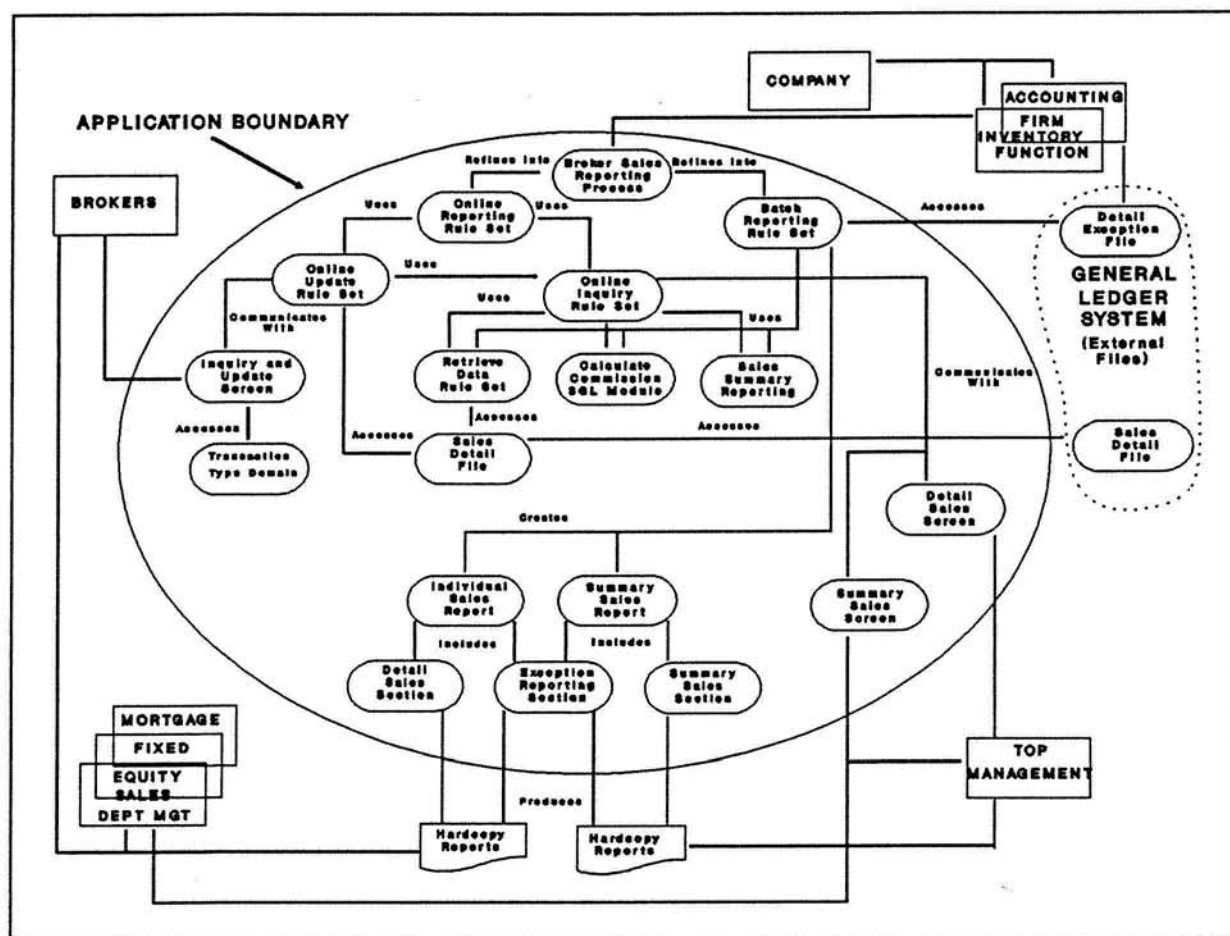 COMPANY
ACCOUNTING
FIRM
INVENTORY
FUNCTION
APPLICATION BOUNDARY
BROKERS
Refines Into
Broker Sales
Reporting
Process
Refines Into
Uses
Online
Reporting
Rule Set
Uses
Batch
Reporting
Rule Set
Accesses
Detail
Exception
File
Online
Update
Rule Set
Uses
Online
Inquiry
Rule Set
GENERAL
LEDGER
SYSTEM
(External
Files)
Communicates
With
Uses
Uses
Inquiry and
Update
Screen
Retrieve
Data
Rule Set
Calculate
Commission
SGL Module
Sales
Summary
Reporting
Communicates
With
Accesses
Transaction
Type Domain
Accesses
Accesses
Sales
Detail
File
Accesses
Sales
Detail
File
Detail
Sales
Screen
Creates
Individual
Sales
Report
Summary
Sales
Report
Summary
Sales
Screen
Includes
Includes
Detail
Sales
Section
Exception
Reporting
Section
Summary
Sales
Section
MORTGAGE
FIXED
EQUITY
SALES
DEPT MGT
TOP
MANAGEMENT
Produces
Hardcopy
Reports
Hardcopy
Reports